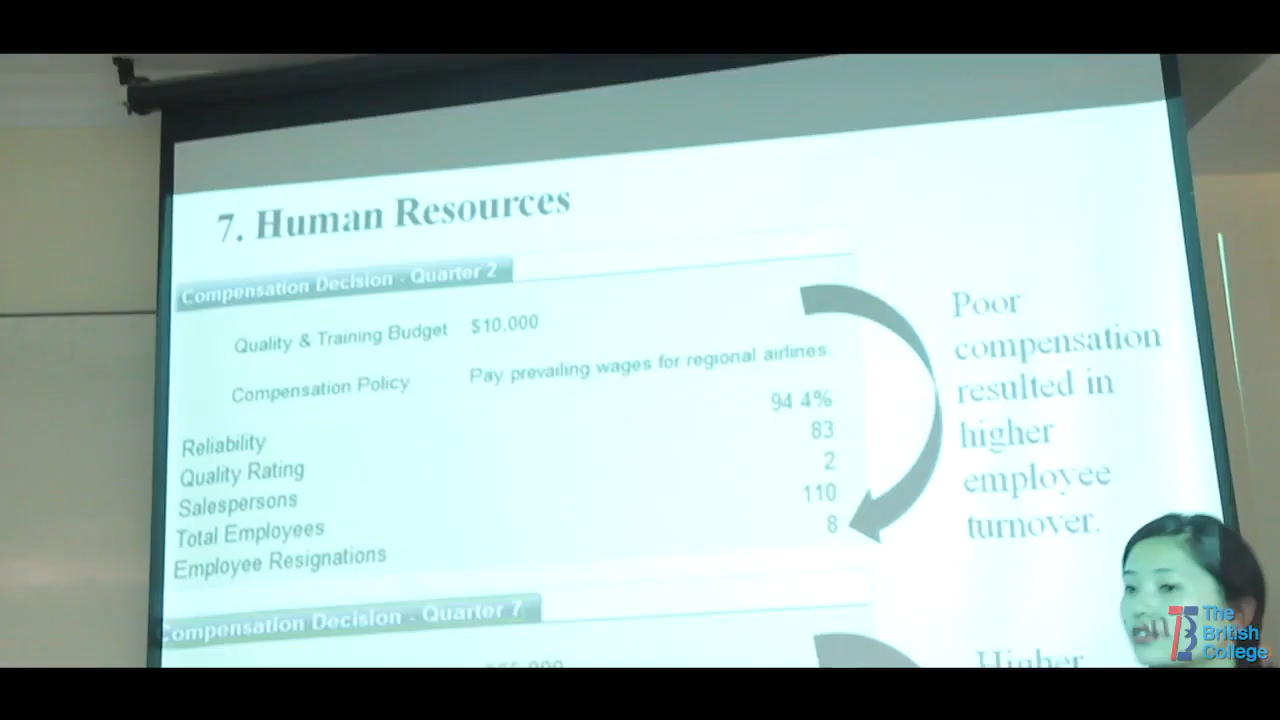 7. Human Resources
Compensation Decision - Quarter 2
Quality & Training Budget $10,000
Compensation Policy Pay prevailing wages for regional airlines.
Reliability 94.4%
Quality Rating 83
Salespersons 2
Total Employees 110
Employee Resignations 8
Poor
compensation
resulted in
higher
employee
turnover.
Compensation Decision - Quarter 7
Higher
The
British
College